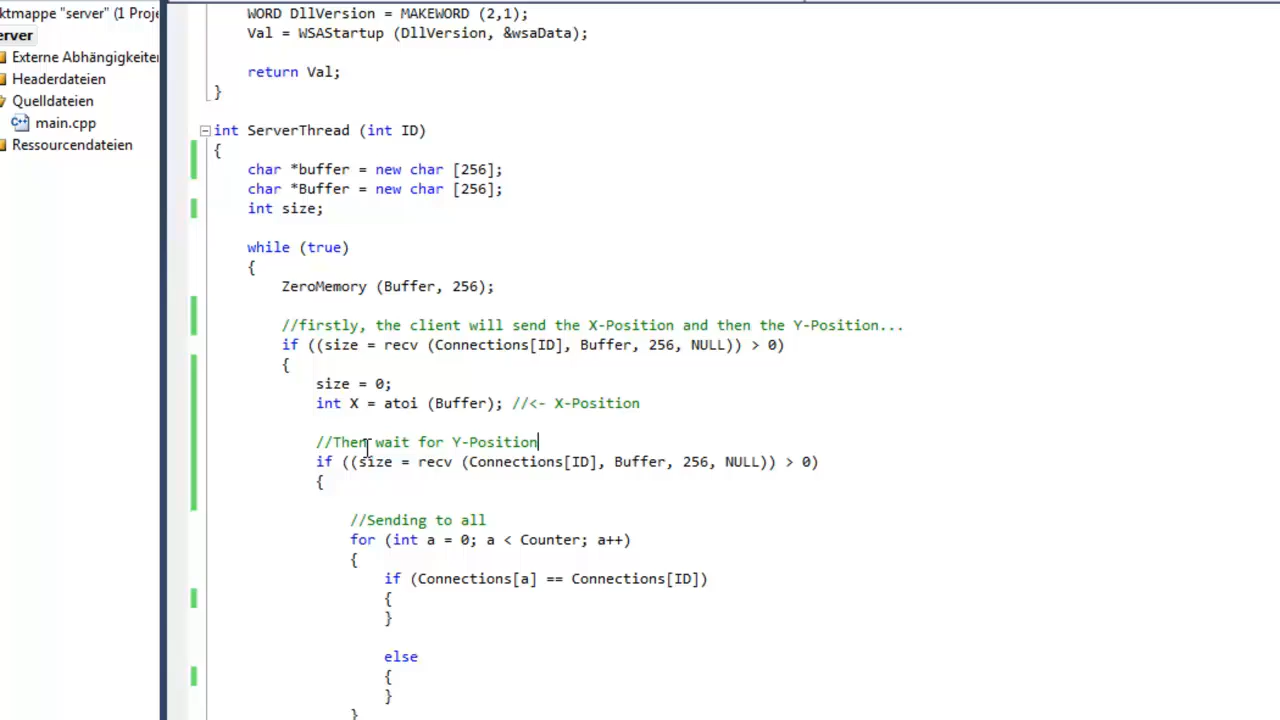 ktmappe "server" (1 Proje
erver
Externe Abhängigkeiten
Headerdateien
Quelldateien
main.cpp
Ressourcendateien
WORD DllVersion = MAKEWORD (2,1);
Val = WSAStartup (DllVersion, &wsaData);
return Val;
}
int ServerThread (int ID)
{
char *buffer = new char [256];
char *Buffer = new char [256];
int size;
while (true)
{
ZeroMemory (Buffer, 256);
//firstly, the client will send the X-Position and then the Y-Position...
if ((size = recv (Connections[ID], Buffer, 256, NULL)) > 0)
{
size = 0;
int X = atoi (Buffer); //<- X-Position
//Then wait for Y-Position
if ((size = recv (Connections[ID], Buffer, 256, NULL)) > 0)
{
//Sending to all
for (int a = 0; a < Counter; a++)
{
if (Connections[a] == Connections[ID])
{
}
else
{
}
}